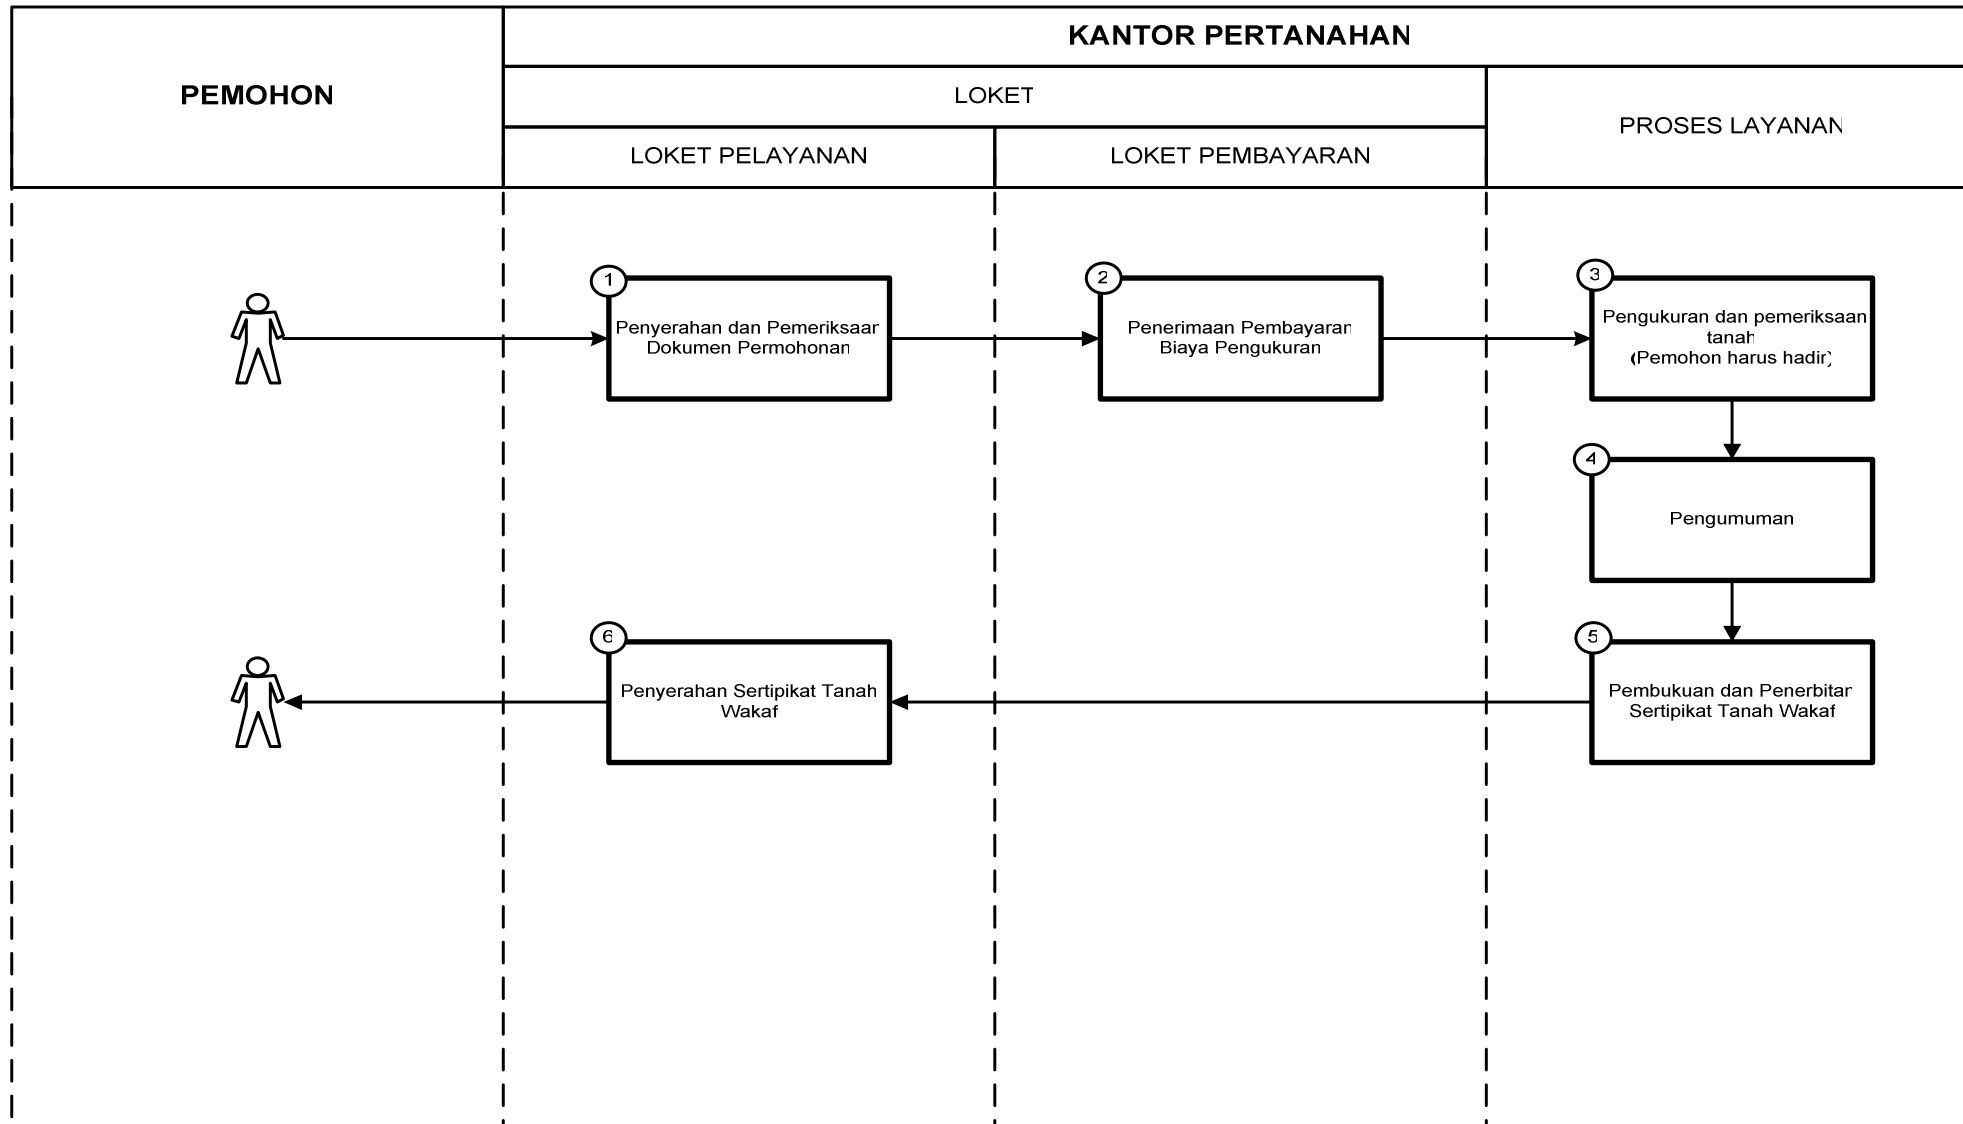 KANTOR PERTANAHAN
PEMOHON
LOKET
PROSES LAYANAN
LOKET PELAYANAN
LOKET PEMBAYARAN
1
Penyerahan dan Pemeriksaan
Dokumen Permohonan
2
Penerimaan Pembayaran
Biaya Pengukuran
3
Pengukuran dan pemeriksaan
tanah
(Pemohon harus hadir)
4
Pengumuman
5
Pembukuan dan Penerbitan
Sertipikat Tanah Wakaf
6
Penyerahan Sertipikat Tanah
Wakaf